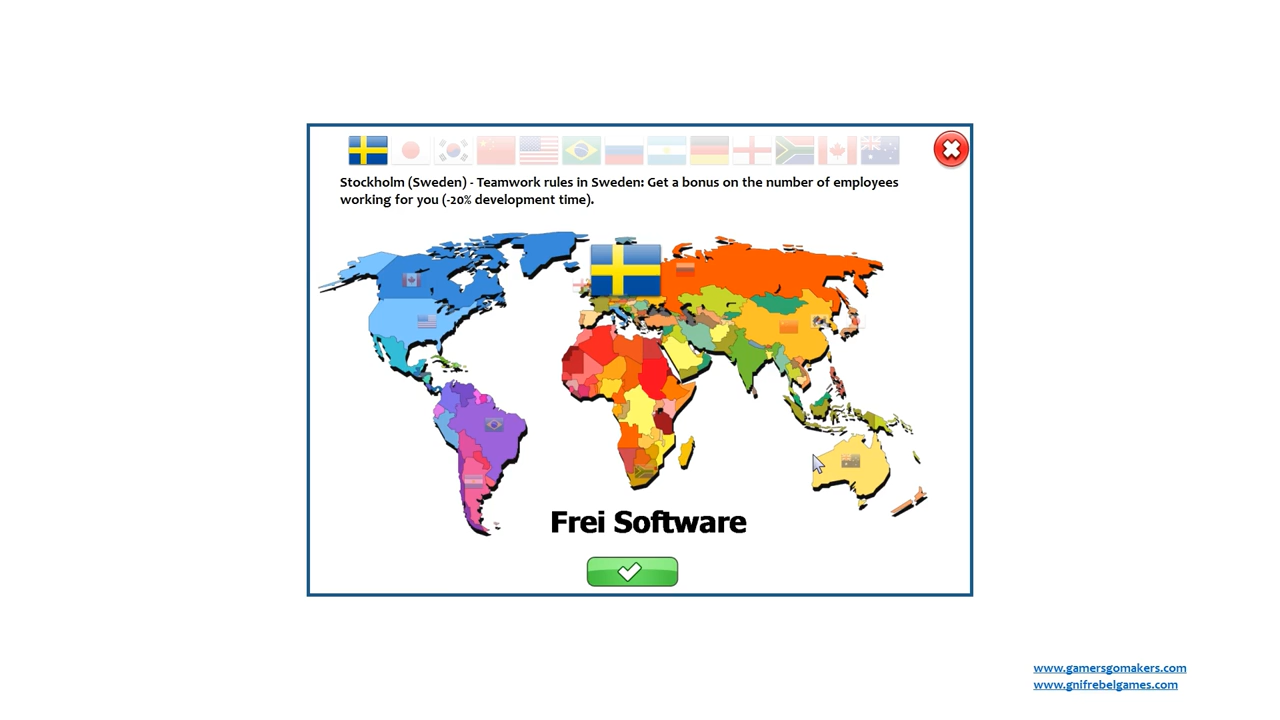 Stockholm (Sweden) - Teamwork rules in Sweden: Get a bonus on the number of employees
working for you (-20% development time).
Frei Software
www.gamersgomakers.com
www.gnifrebelgames.com